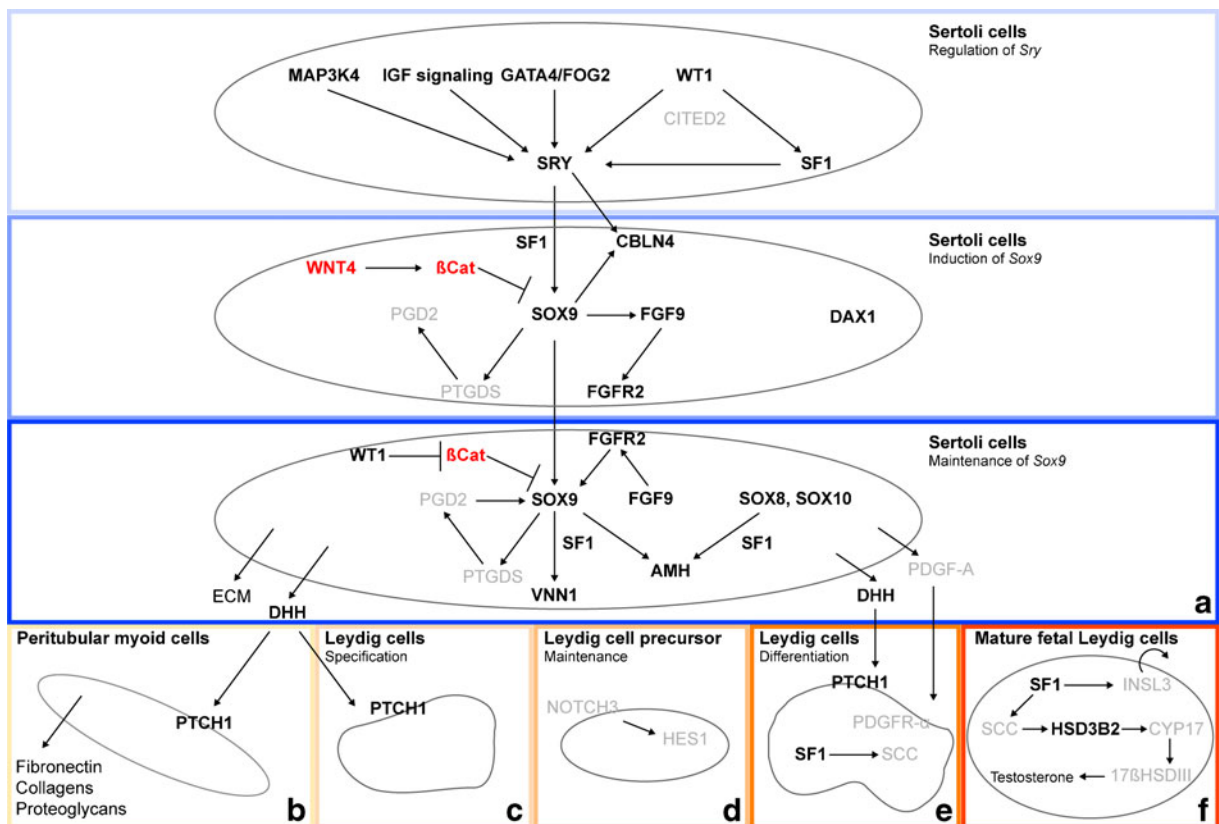 Sertoli cells
Regulation of Sry
MAP3K4
IGF signaling
GATA4/FOG2
WT1
CITED2
SRY
SF1
Sertoli cells
Induction of Sox9
SF1
CBLN4
WNT4
ßCat
PGD2
SOX9
FGF9
DAX1
PTGDS
FGFR2
Sertoli cells
Maintenance of Sox9
FGFR2
WT1
ßCat
PGD2
SOX9
FGF9
SOX8, SOX10
SF1
SF1
PTGDS
AMH
PDGF-A
ECM
VNN1
DHH
DHH
a
Peritubular myoid cells
PTCH1
Fibronectin
Collagens
Proteoglycans
b
Leydig cells
Specification
PTCH1
c
Leydig cell precursor
Maintenance
NOTCH3
HES1
d
Leydig cells
Differentiation
PTCH1
PDGFR-α
SF1
SCC
e
Mature fetal Leydig cells
SF1
INSL3
SCC
HSD3B2
CYP17
Testosterone
17ßHSDIII
f